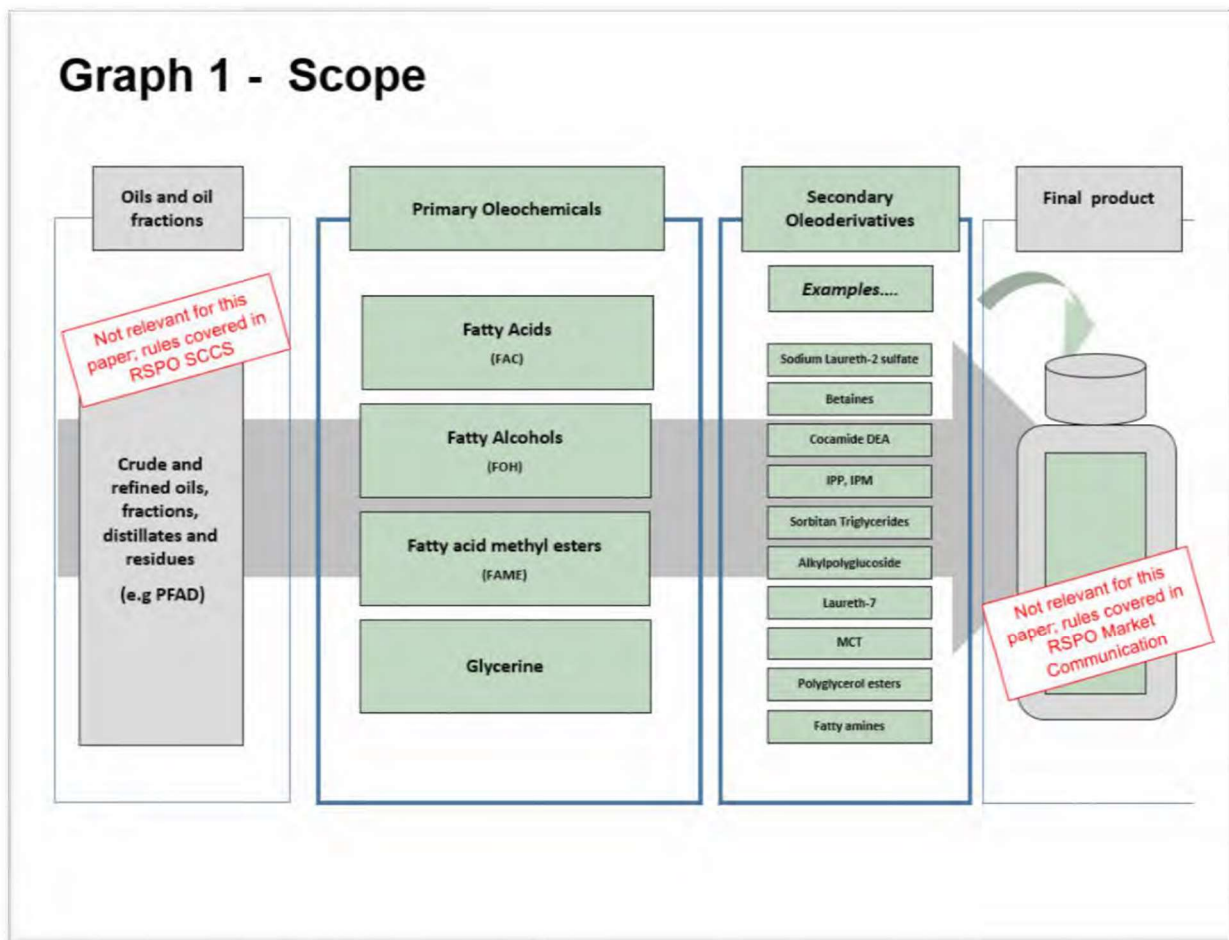 Graph 1 - Scope
Oils and oil
fractions
Not relevant for this
paper; rules covered in
RSPO SCCS
Crude and
refined oils,
fractions,
distillates and
residues
(e.g PFAD)
Primary Oleochemicals
Fatty Acids
(FAC)
Fatty Alcohols
(FOH)
Fatty acid methyl esters
(FAME)
Glycerine
Secondary
Oleoderivatives
Examples....
Sodium Laureth-2 sulfate
Betaines
Cocamide DEA
IPP, IPM
Sorbitan Triglycerides
Alkylpolyglucoside
Laureth-7
MCT
Polyglycerol esters
Fatty amines
Final product
Not relevant for this
paper; rules covered in
RSPO Market
Communication